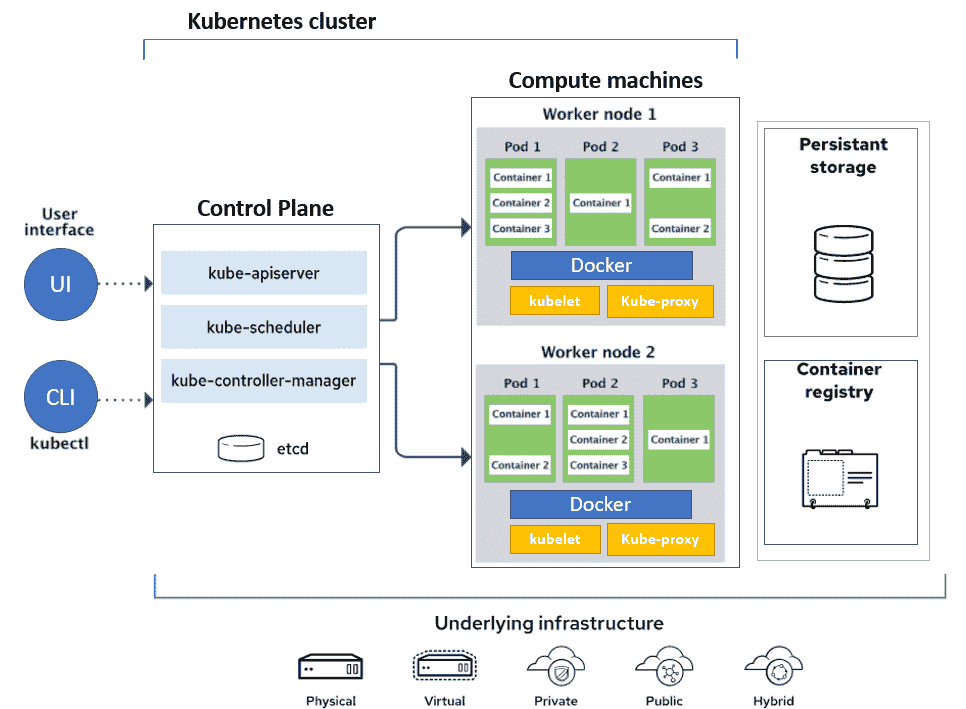 Kubernetes cluster
Compute machines
Worker node 1
Pod 1
Pod 2
Pod 3
Container 1
Container 2
Container 3
Container 1
Container 1
Container 2
Docker
kubelet
Kube-proxy
Worker node 2
Pod 1
Pod 2
Pod 3
Container 1
Container 2
Container 1
Container 2
Container 3
Container 1
Docker
kubelet
Kube-proxy
Persistant
storage
Container
registry
Control Plane
kube-apiserver
kube-scheduler
kube-controller-manager
etcd
User
interface
UI
CLI
kubectl
Underlying infrastructure
Physical
Virtual
Private
Public
Hybrid